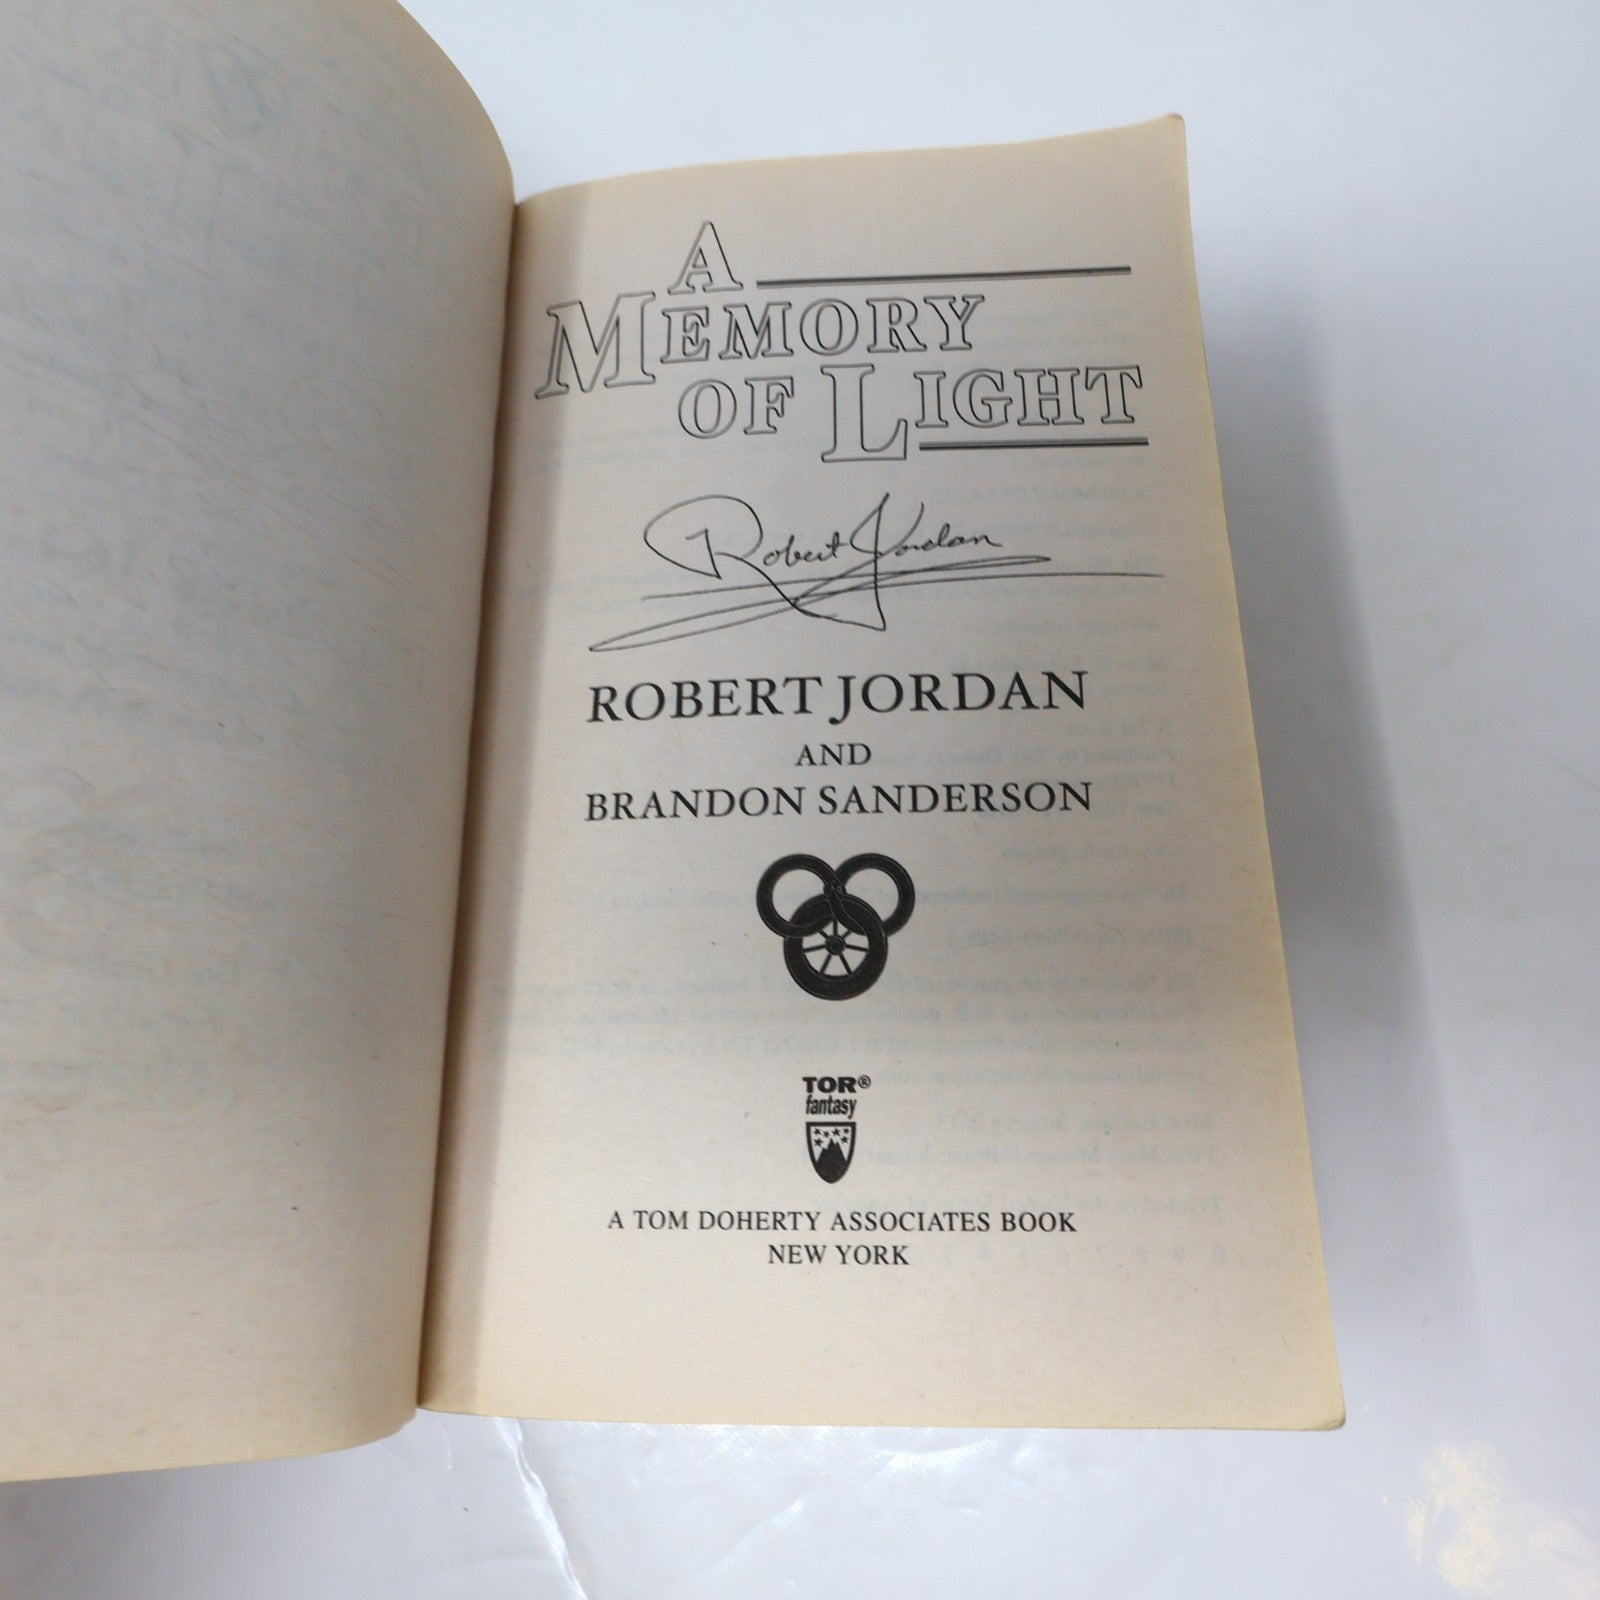 A
MEMORY
OF LIGHT
Robert Jordan
ROBERT JORDAN
AND
BRANDON SANDERSON
TOR®
fantasy
A TOM DOHERTY ASSOCIATES BOOK
NEW YORK